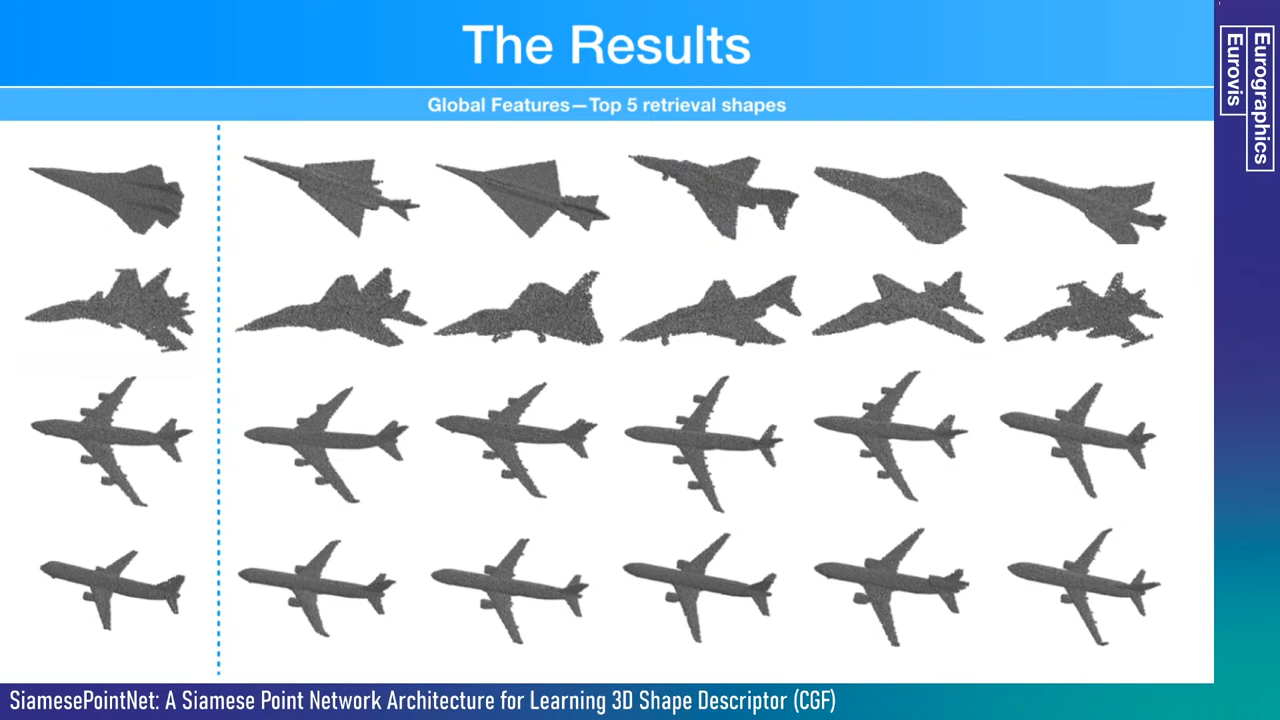 The Results
Global Features—Top 5 retrieval shapes
Eurographics
Eurovis
SiamesePointNet: A Siamese Point Network Architecture for Learning 3D Shape Descriptor (CGF)